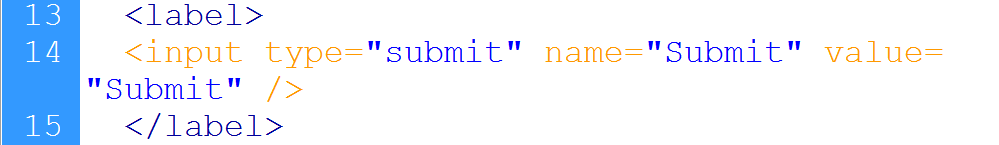 13 <label>
14 <input type="submit" name="Submit" value=
"Submit" />
15 </label>